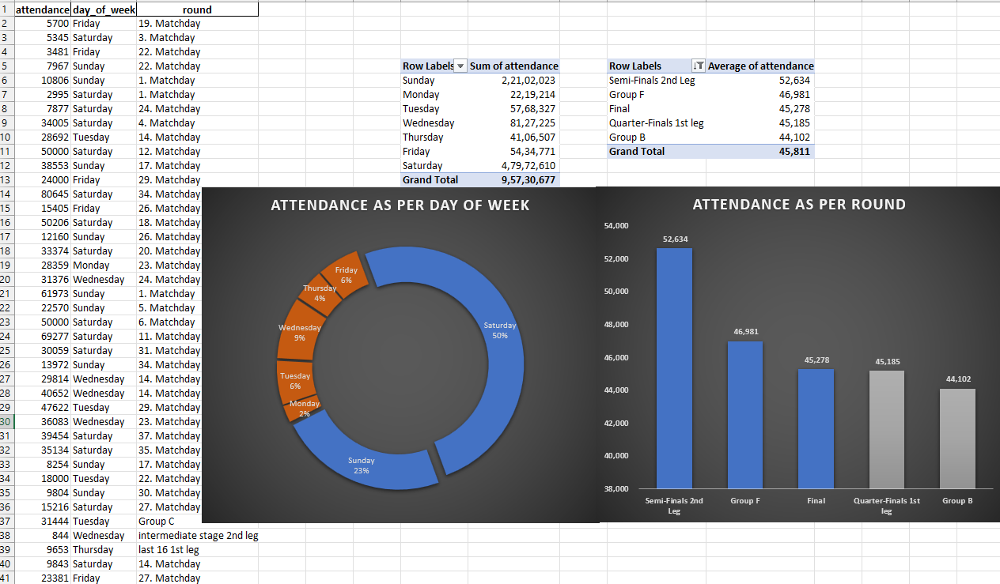 1 attendance day_of_week round
2 5700 Friday 19. Matchday
3 5345 Saturday 3. Matchday
4 3481 Friday 22. Matchday
5 7967 Sunday 22. Matchday Row Labels Sum of attendance Row Labels Average of attendance
6 10806 Sunday 1. Matchday Sunday 2,21,02,023 Semi-Finals 2nd Leg 52,634
7 2995 Saturday 1. Matchday Monday 22,19,214 Group F 46,981
8 7877 Saturday 24. Matchday Tuesday 57,68,327 Final 45,278
9 34005 Saturday 4. Matchday Wednesday 81,27,225 Quarter-Finals 1st leg 45,185
10 28692 Tuesday 14. Matchday Thursday 41,06,507 Group B 44,102
11 50000 Saturday 12. Matchday Friday 54,34,771 Grand Total 45,811
12 38553 Sunday 17. Matchday Saturday 4,79,72,610
13 24000 Friday 29. Matchday Grand Total 9,57,30,677
14 80645 Saturday 34. Matchday
15 15405 Friday 26. Matchday
16 50206 Saturday 18. Matchday
17 12160 Sunday 26. Matchday
18 33374 Saturday 20. Matchday
19 28359 Monday 23. Matchday
20 31376 Wednesday 24. Matchday
21 61973 Sunday 1. Matchday
22 22570 Sunday 5. Matchday
23 50000 Saturday 6. Matchday
24 69277 Saturday 11. Matchday
25 30059 Saturday 31. Matchday
26 13972 Sunday 34. Matchday
27 29814 Wednesday 14. Matchday
28 40652 Wednesday 14. Matchday
29 47622 Tuesday 29. Matchday
30 36083 Wednesday 23. Matchday
31 39454 Saturday 37. Matchday
32 35134 Saturday 35. Matchday
33 8254 Sunday 17. Matchday
34 18000 Tuesday 22. Matchday
35 9804 Sunday 30. Matchday
36 15216 Saturday 27. Matchday
37 31444 Tuesday Group C
38 844 Wednesday intermediate stage 2nd leg
39 9653 Thursday last 16 1st leg
40 9843 Saturday 14. Matchday
41 23381 Friday 27. Matchday
ATTENDANCE AS PER DAY OF WEEK
Friday
6%
Thursday
4%
Wednesday
9%
Saturday
50%
Tuesday
6%
Monday
2%
Sunday
23%
ATTENDANCE AS PER ROUND
54,000
52,000
50,000
48,000
46,000
44,000
42,000
40,000
38,000
52,634
46,981
45,278
45,185
44,102
Semi-Finals 2nd
Leg
Group F
Final
Quarter-Finals 1st
leg
Group B